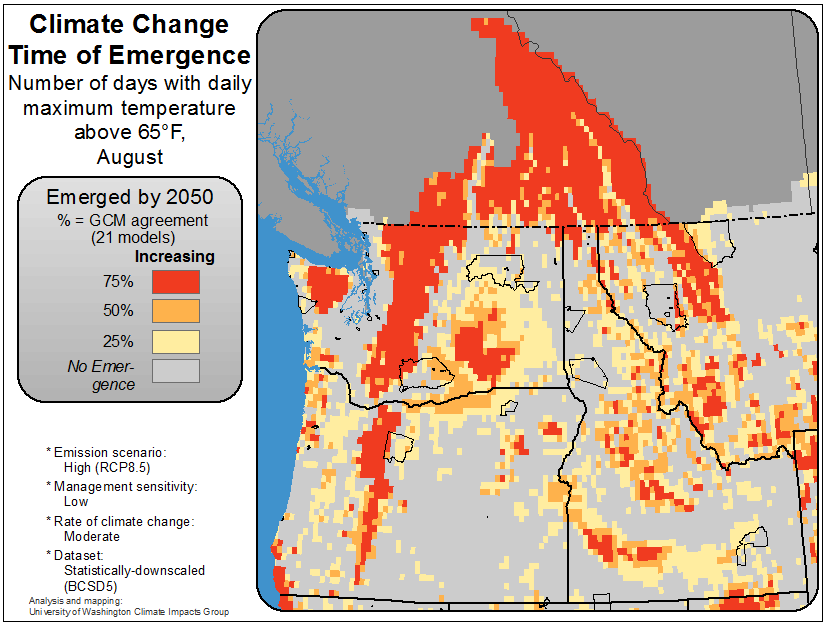 Climate Change
Time of Emergence
Number of days with daily
maximum temperature
above 65°F,
August
Emerged by 2050
% = GCM agreement
(21 models)
Increasing
75%
50%
25%
No Emer-
gence
* Emission scenario:
High (RCP8.5)
* Management sensitivity:
Low
* Rate of climate change:
Moderate
* Dataset:
Statistically-downscaled
(BCSD5)
Analysis and mapping:
University of Washington Climate Impacts Group